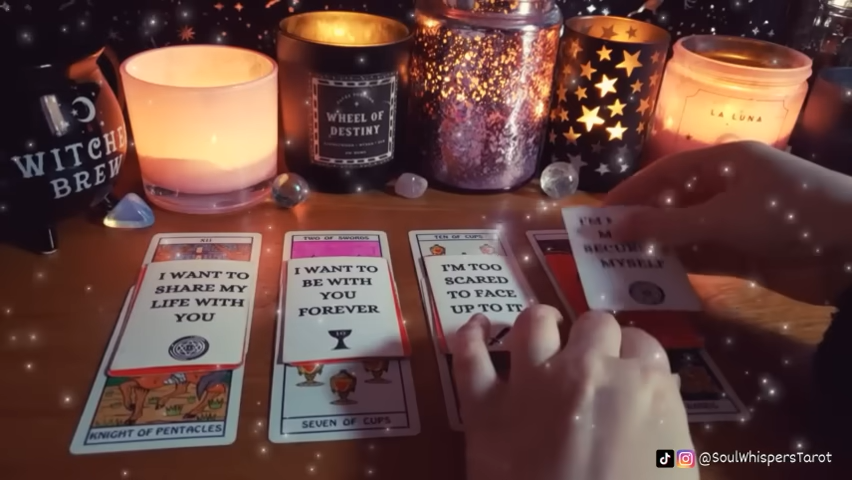 WITCHE
BREW
WHEEL OF
DESTINY
LA LUNA
XII
I WANT TO
SHARE MY
LIFE WITH
YOU
KNIGHT OF PENTACLES
TWO OF SWORDS
I WANT TO
BE WITH
YOU
FOREVER
SEVEN OF CUPS
TEN OF CUPS
I'M TOO
SCARED
TO FACE
UP TO IT
MYSELF
@SoulWhispersTarot